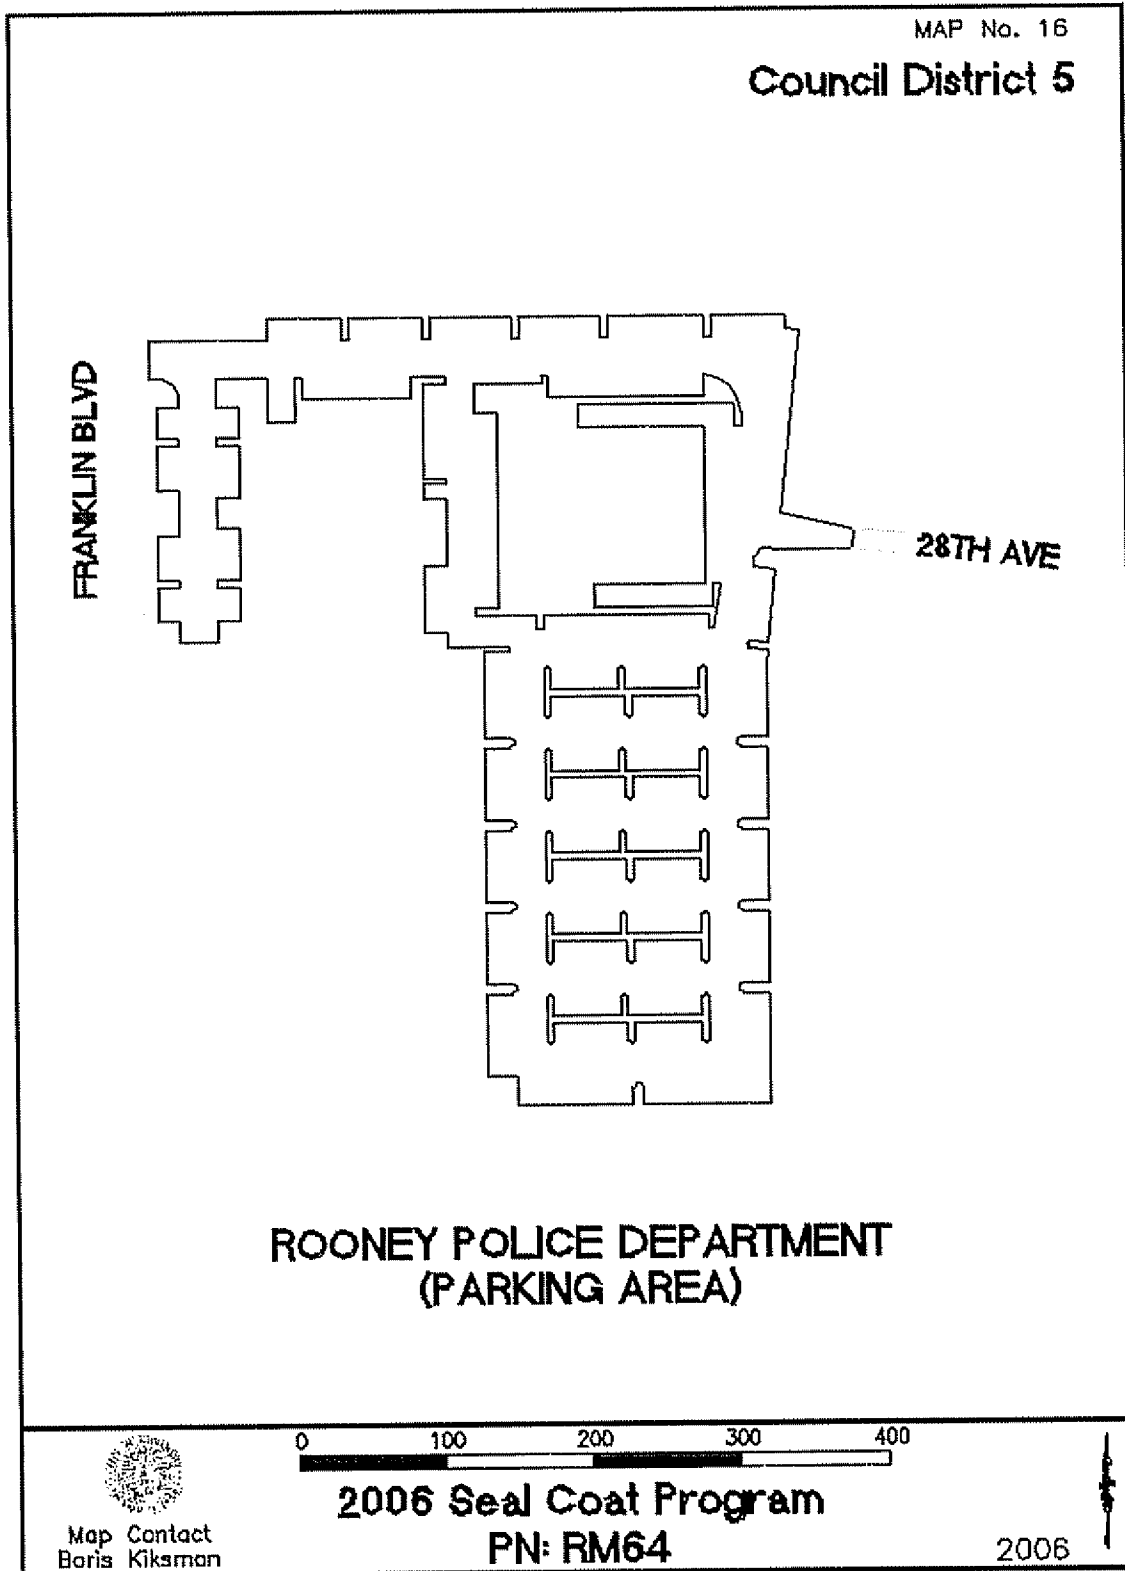 MAP No. 16
Council District 5
FRANKLIN BLVD
28TH AVE
ROONEY POLICE DEPARTMENT
(PARKING AREA)
0 100 200 300 400
2006 Seal Coat Program
PN: RM64
Map Contact
Boris Kiksman
2006